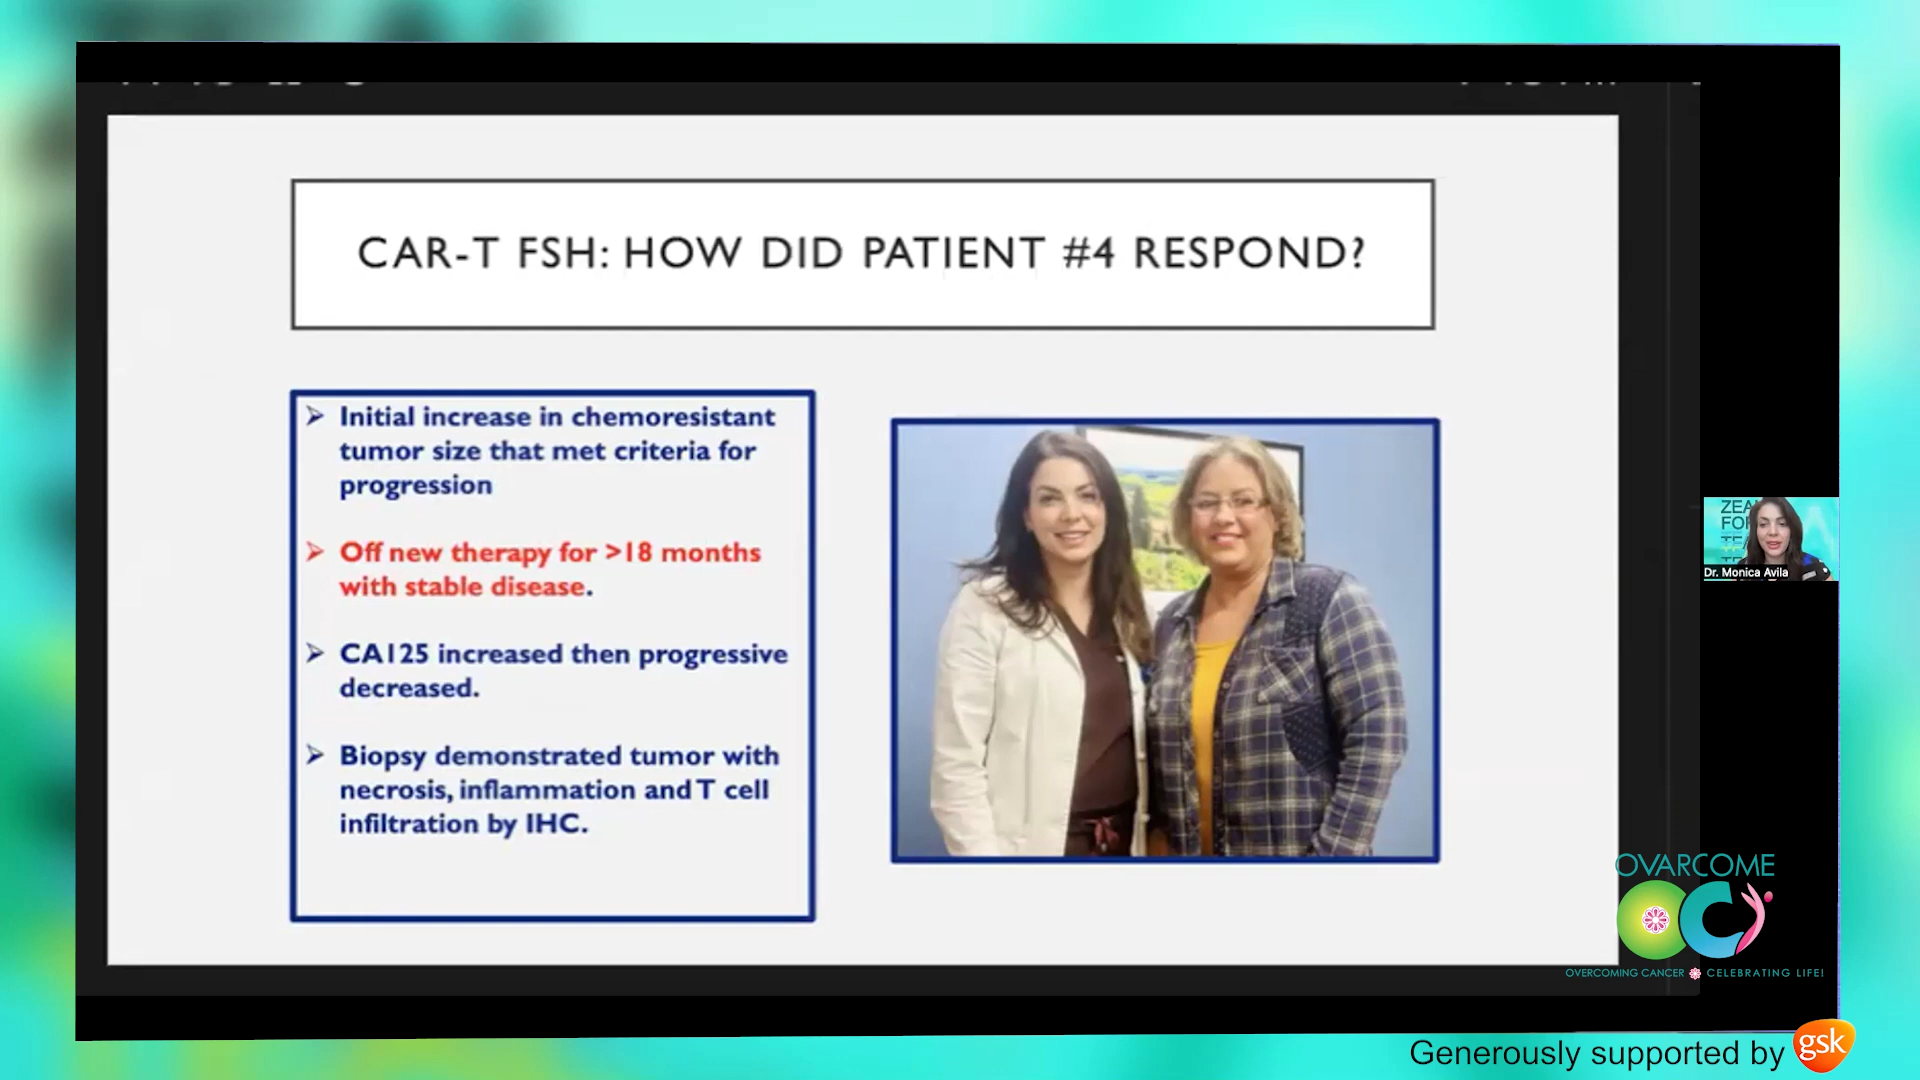 CAR-T FSH: HOW DID PATIENT #4 RESPOND?
Initial increase in chemoresistant
tumor size that met criteria for
progression
Off new therapy for >18 months
with stable disease.
CA125 increased then progressive
decreased.
Biopsy demonstrated tumor with
necrosis, inflammation and T cell
infiltration by IHC.
Dr. Monica Avila
OVARCOME
OC
OVERCOMING CANCER CELEBRATING LIFE!
Generously supported by gsk